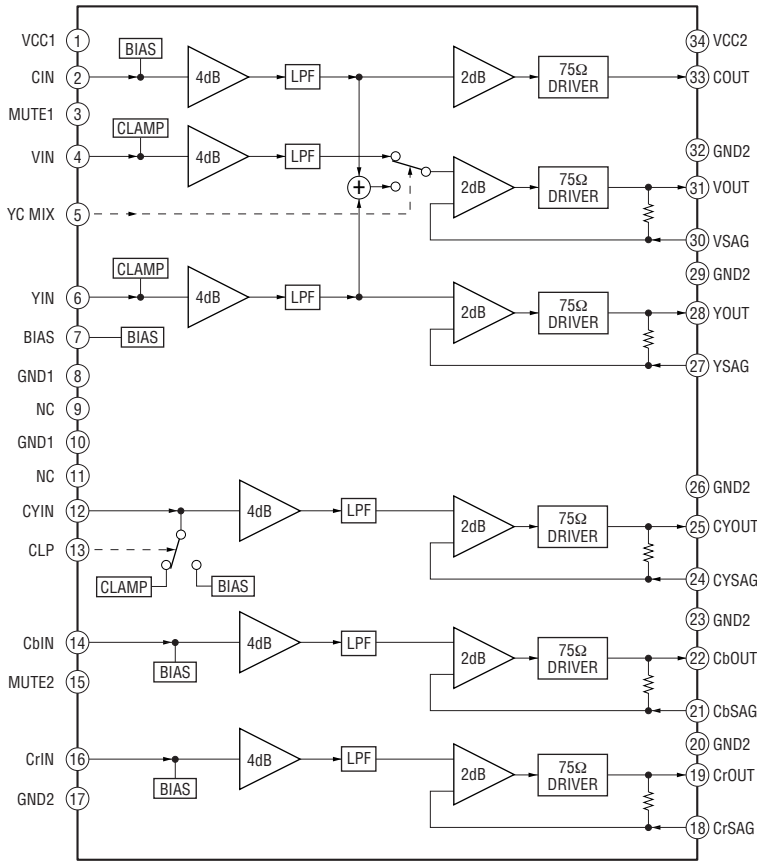 VCC1 1
34 VCC2
BIAS
CIN 2
4dB
LPF
2dB
75Ω
DRIVER
33 COUT
MUTE1 3
CLAMP
32 GND2
VIN 4
4dB
LPF
+
2dB
75Ω
DRIVER
31 VOUT
YC MIX 5
30 VSAG
CLAMP
29 GND2
YIN 6
4dB
LPF
2dB
75Ω
DRIVER
28 YOUT
BIAS 7 BIAS
27 YSAG
GND1 8
NC 9
GND1 10
NC 11
26 GND2
CYIN 12
4dB
LPF
2dB
75Ω
DRIVER
25 CYOUT
CLP 13
CLAMP
BIAS
24 CYSAG
23 GND2
CbIN 14
BIAS
4dB
LPF
2dB
75Ω
DRIVER
22 CbOUT
MUTE2 15
21 CbSAG
20 GND2
CrIN 16
BIAS
4dB
LPF
2dB
75Ω
DRIVER
19 CrOUT
GND2 17
18 CrSAG